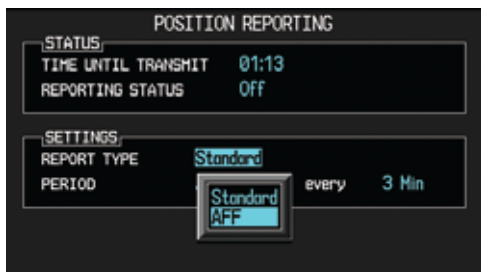 POSITION REPORTING
STATUS
TIME UNTIL TRANSMIT 01:13
REPORTING STATUS Off
SETTINGS
REPORT TYPE Standard
PERIOD every 3 Min
Standard
AFF